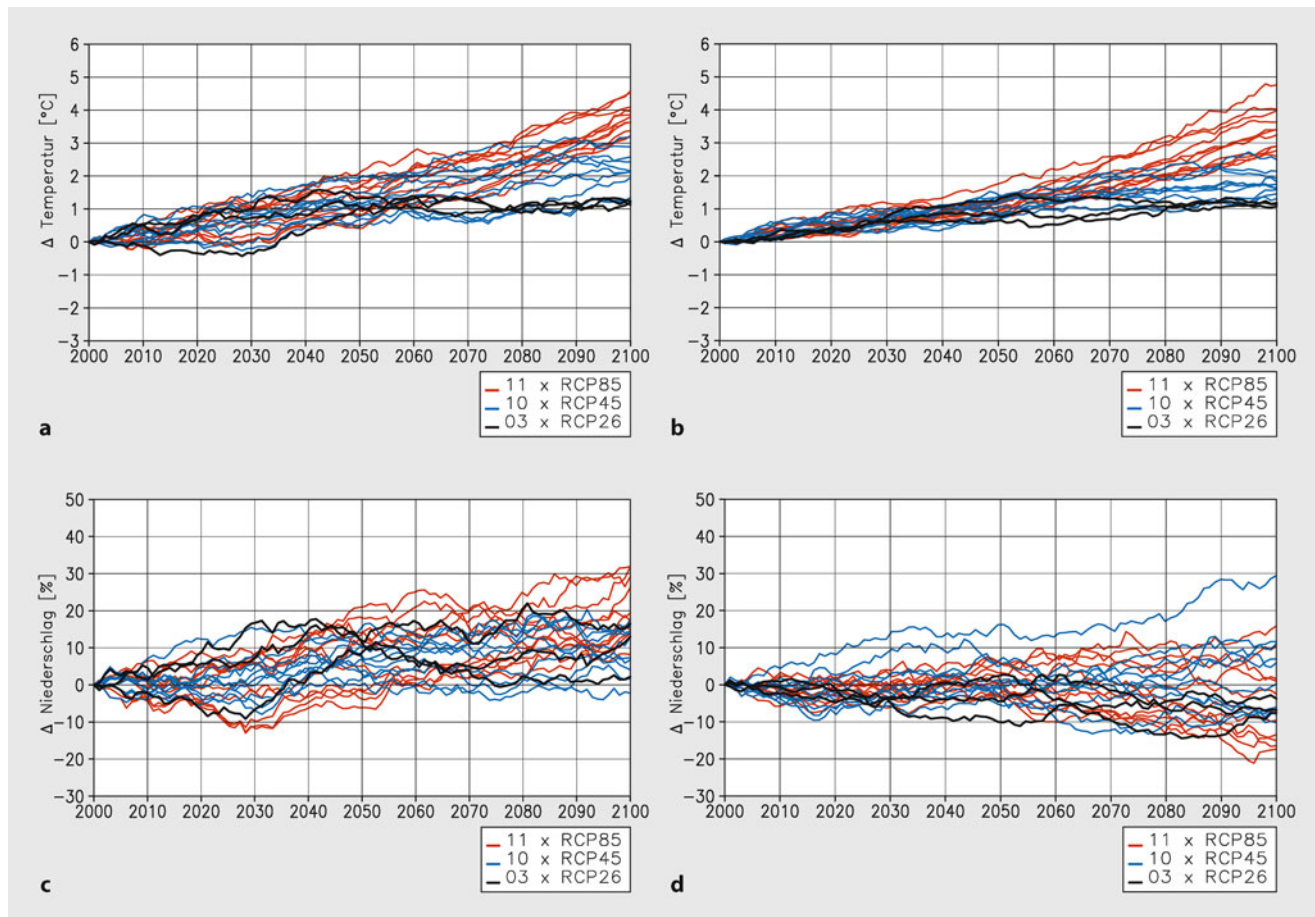 Δ Temperatur [°C]
6
5
4
3
2
1
0
−1
−2
−3
2000 2010 2020 2030 2040 2050 2060 2070 2080 2090 2100
11 x RCP85
10 x RCP45
03 x RCP26
a
Δ Temperatur [°C]
6
5
4
3
2
1
0
−1
−2
−3
2000 2010 2020 2030 2040 2050 2060 2070 2080 2090 2100
11 x RCP85
10 x RCP45
03 x RCP26
b
Δ Niederschlag [%]
50
40
30
20
10
0
−10
−20
−30
2000 2010 2020 2030 2040 2050 2060 2070 2080 2090 2100
11 x RCP85
10 x RCP45
03 x RCP26
c
Δ Niederschlag [%]
50
40
30
20
10
0
−10
−20
−30
2000 2010 2020 2030 2040 2050 2060 2070 2080 2090 2100
11 x RCP85
10 x RCP45
03 x RCP26
d